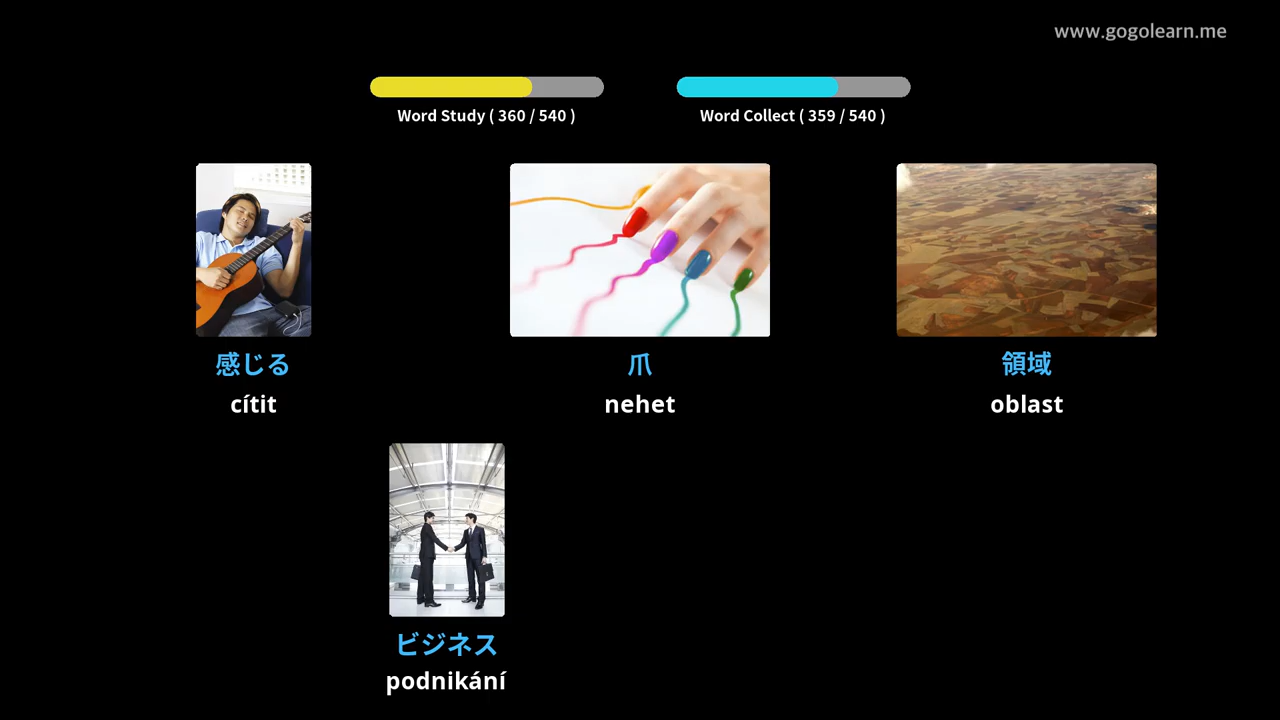 www.gogolearn.me
Word Study ( 360 / 540 )
Word Collect ( 359 / 540 )
感じる
cítit
爪
nehet
領域
oblast
ビジネス
podnikání